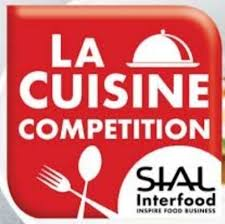 LA
CUISINE
COMPETITION
SIAL
Interfood
INSPIRE FOOD BUSINESS